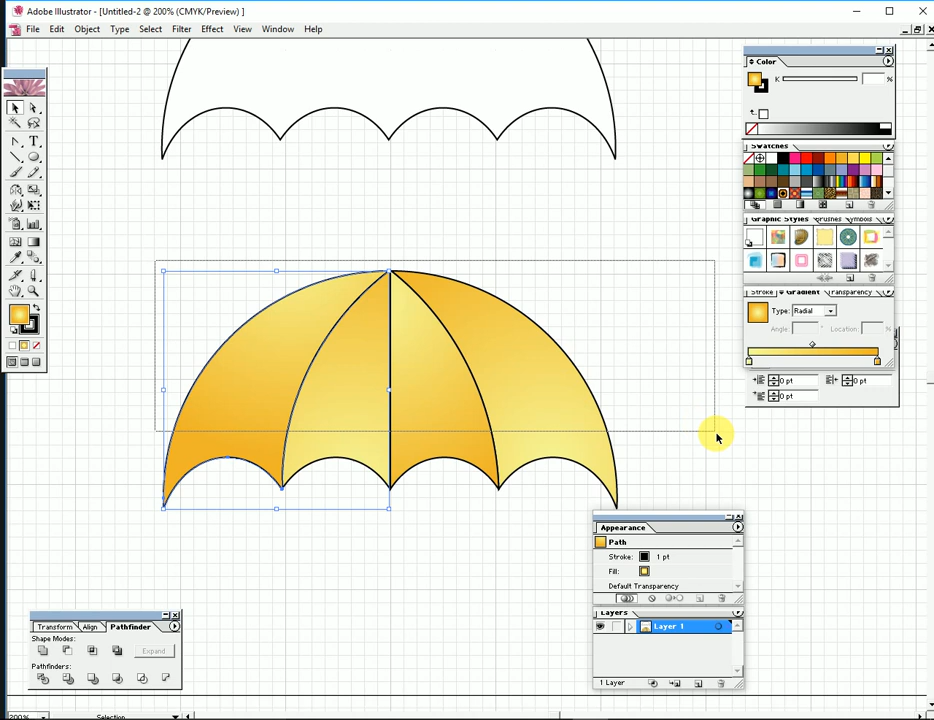 Adobe Illustrator - [Untitled-2 @ 200% (CMYK/Preview) ]
File Edit Object Type Select Filter Effect View Window Help
Color
K
%
Swatches
Graphic Styles Brushes Symbols
Stroke Gradient Transparency
Type: Radial
Angle: Location: %
0 pt 0 pt
0 pt
Appearance
Path
Stroke: 1 pt
Fill:
Default Transparency
Layers
Layer 1
1 Layer
Transform Align Pathfinder
Shape Modes:
Expand
Pathfinders:
200% Selection